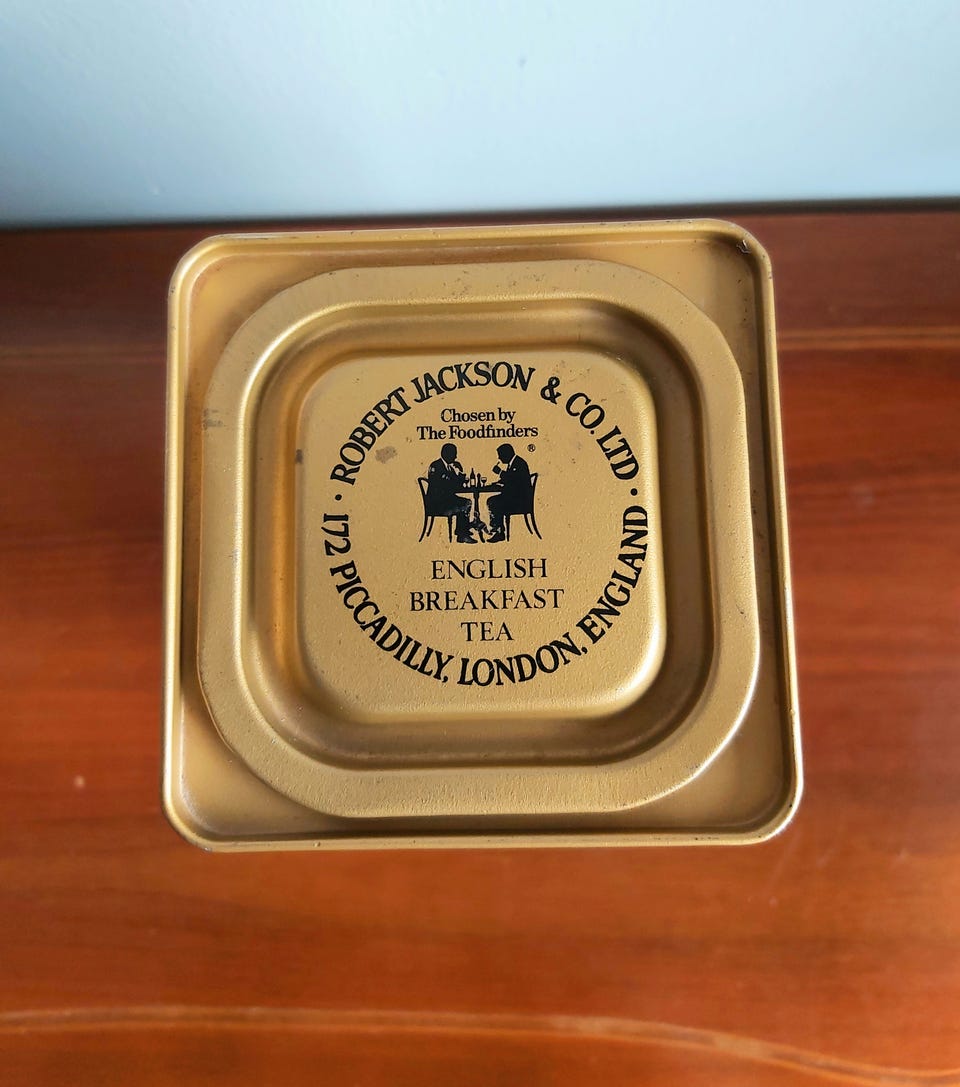 ROBERT JACKSON & CO. LTD ·
172 PICCADILLY, LONDON, ENGLAND ·
Chosen by
The Foodfinders
®
ENGLISH
BREAKFAST
TEA